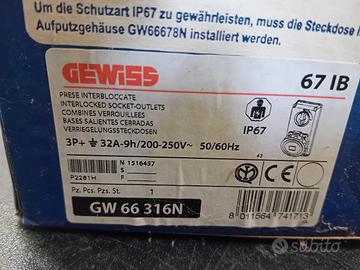 Um die Schutzart IP67 zu gewährleisten, muss die Steckdose
Aufputzgehäuse GW66678N installiert werden.
GEWISS
67 IB
PRESE INTERBLOCCATE
INTERLOCKED SOCKET-OUTLETS
COMBINES VERROUILLEES
BASES SALIENTES CERRADAS
VERRIEGELUNGSSTECKDOSEN
IP67
3P+ ⏚ 32A-9h/200-250V~ 50/60Hz
43
N 1516457
S
F
P2281H
Pz. Pcs. Pzs. St. 1
GW 66 316N
8 011564 741713
subito